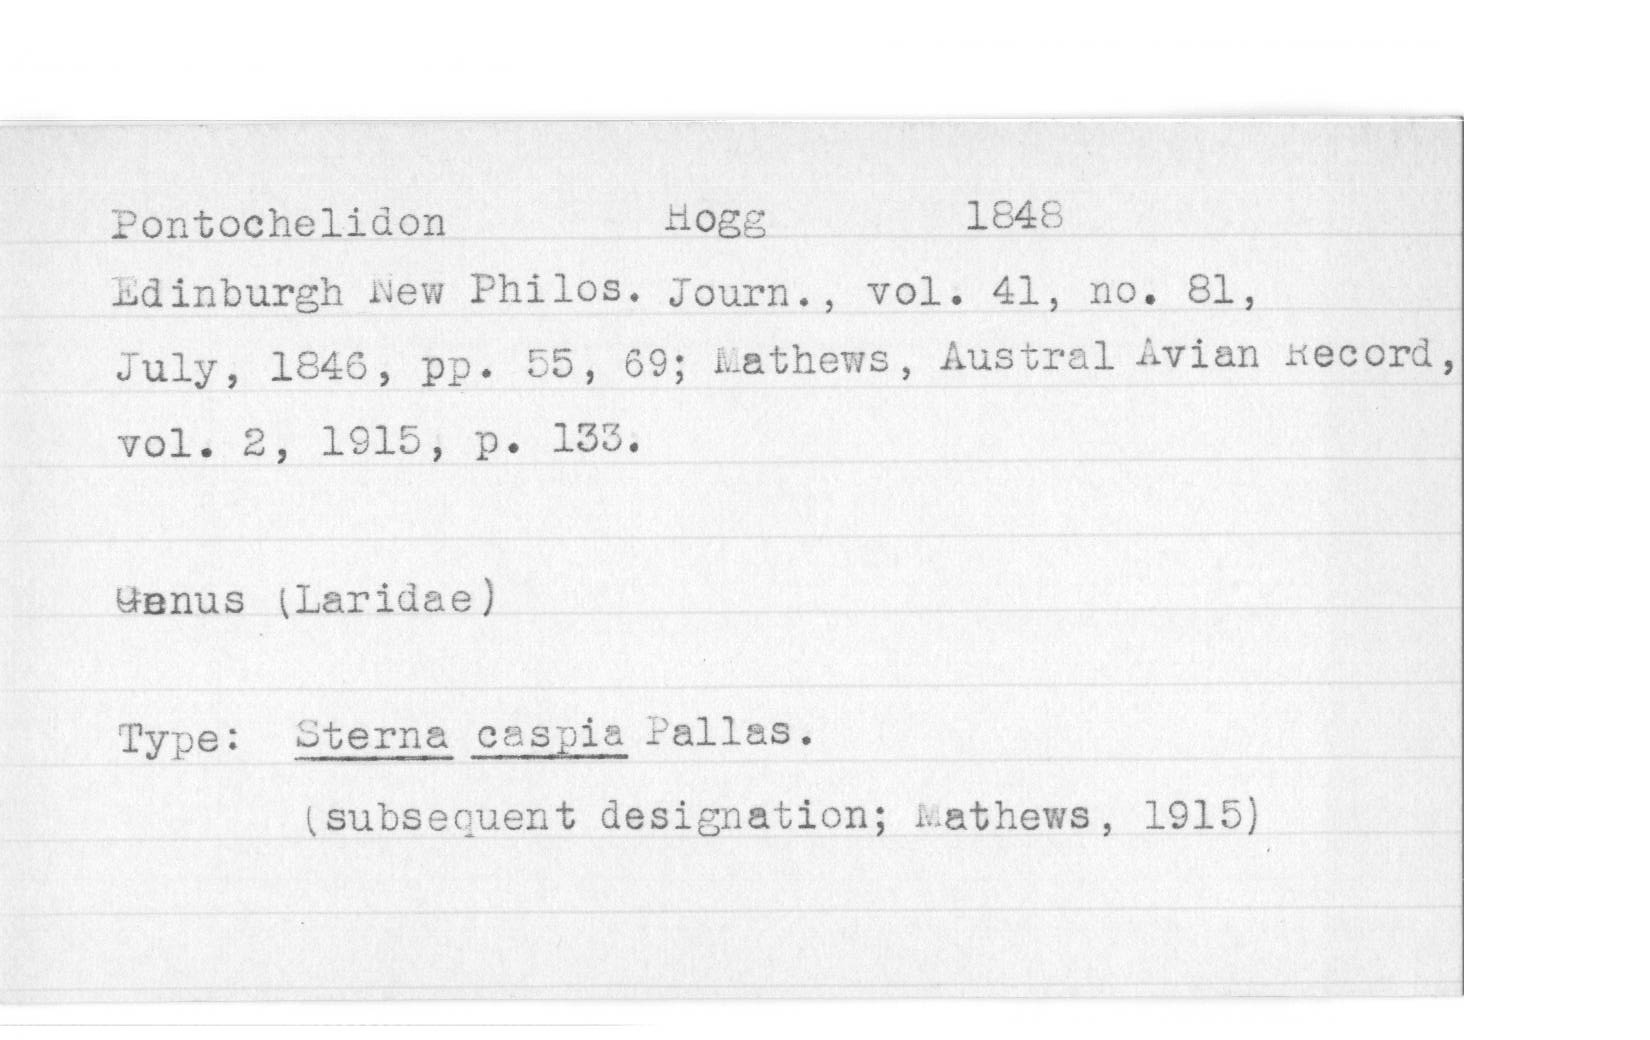 Pontochelidon Hogg 1848
Edinburgh New Philos. Journ., vol. 41, no. 81,
July, 1846, pp. 55, 69; Mathews, Austral Avian Record,
vol. 2, 1915, p. 133.
Genus (Laridae)
Type: Sterna caspia Pallas.
(subsequent designation; Mathews, 1915)